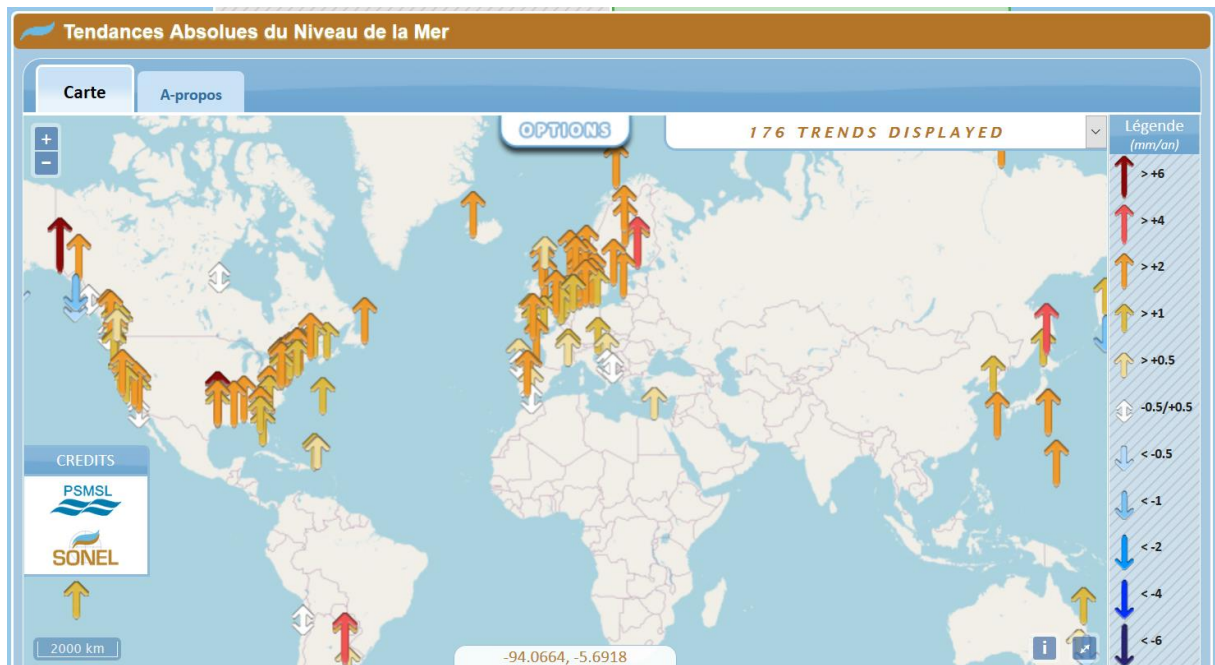 Tendances Absolues du Niveau de la Mer
Carte
A-propos
+
−
OPTIONS
176 TRENDS DISPLAYED
Légende
(mm/an)
> +6
> +4
> +2
> +1
> +0.5
-0.5/+0.5
< -0.5
< -1
< -2
< -4
< -6
CREDITS
PSMSL
SONEL
2000 km
-94.0664, -5.6918
i